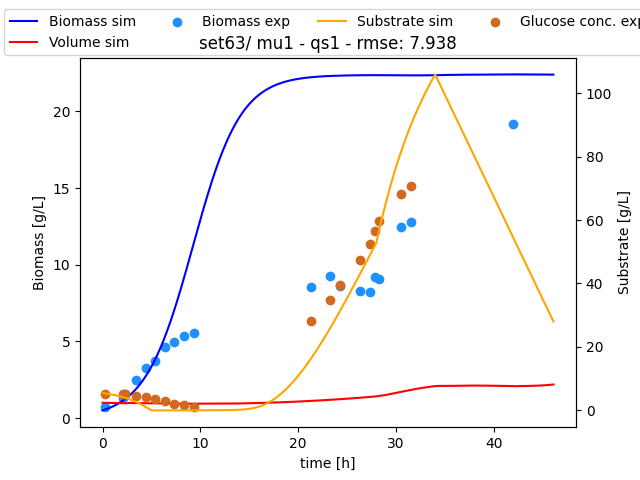 Biomass sim Biomass exp Substrate sim Glucose conc. exp
Volume sim
set63/ mu1 - qs1 - rmse: 7.938
Biomass [g/L]
20
15
10
5
0
100
80
60
40
20
0
Substrate [g/L]
0 10 20 30 40
time [h]